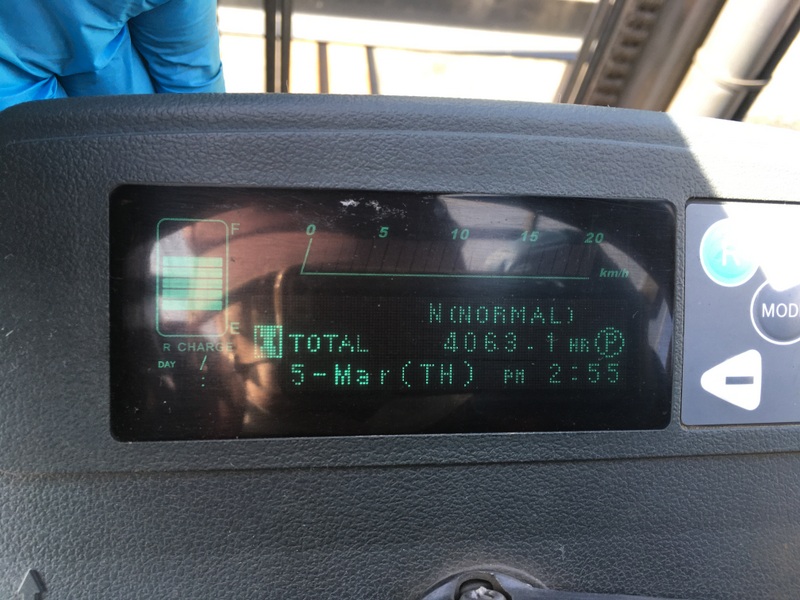 F
0 5 10 15 20
km/h
E
N(NORMAL)
R CHARGE
K TOTAL 4063.1 HR P
DAY /
5-Mar(TH) PM 2:55
MOD